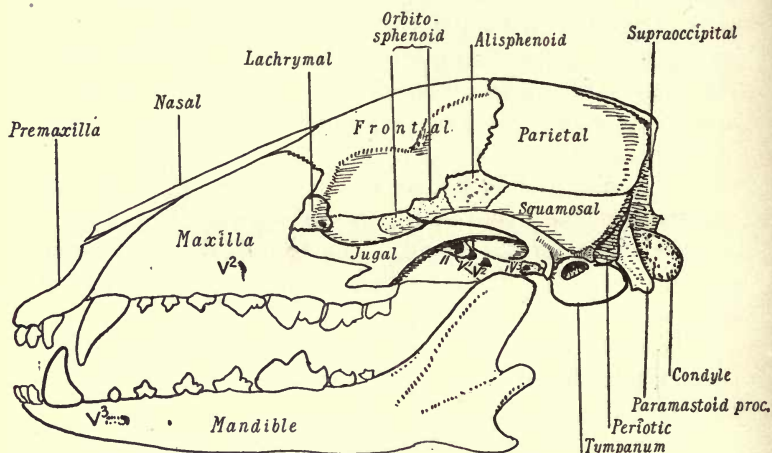 Orbito-
sphenoid
Supraoccipital
Alisphenoid
Lachrymal
Nasal
Frontal
Premaxilla
Parietal
Squamosal
Maxilla
Jugal
V²
II V¹ V² V³
Condyle
V³
Mandible
Paramastoid proc.
Periotic
Tympanum